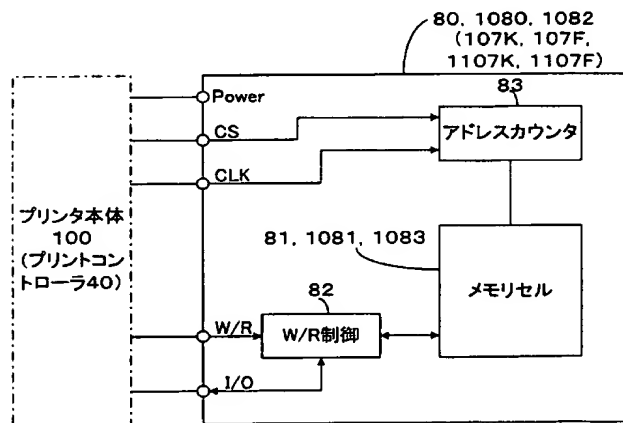 80, 1080, 1082
(107K, 107F,
1107K, 1107F)
83
Power
CS
アドレスカウンタ
CLK
プリンタ本体
100
(プリントコン
トローラ40)
81, 1081, 1083
メモリセル
82
W/R
W/R制御
I/O